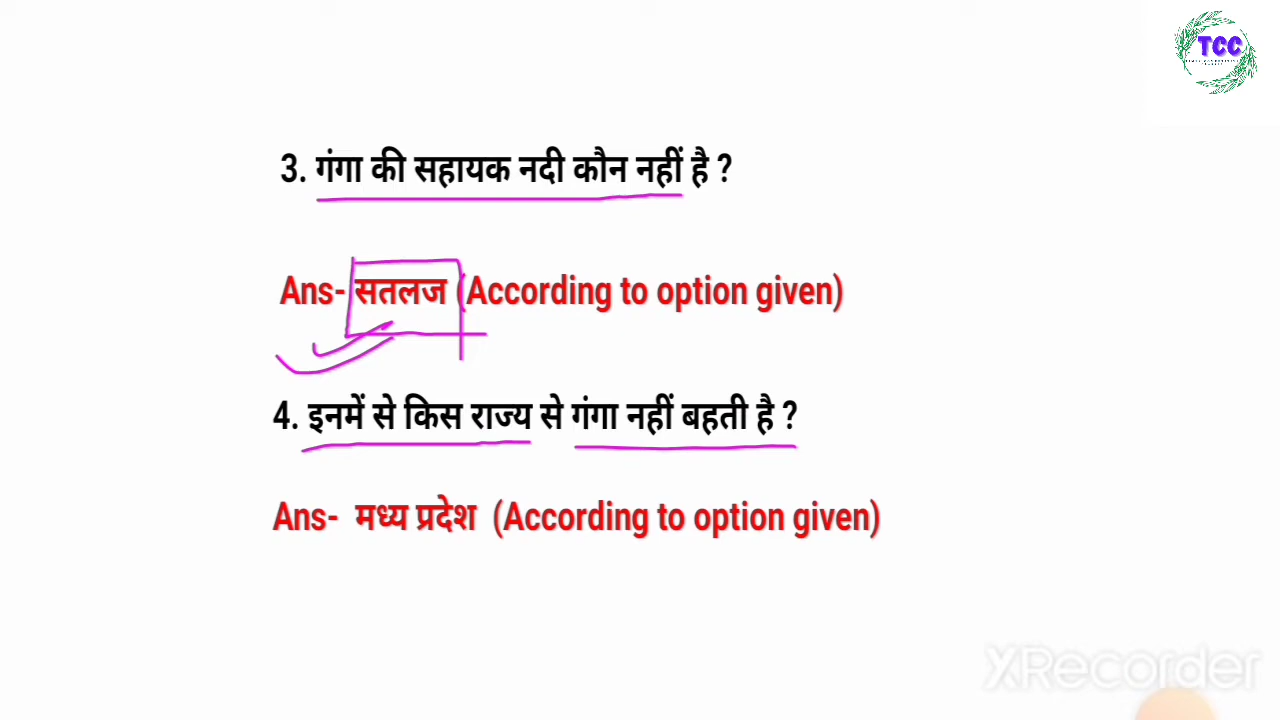 TCC
3. गंगा की सहायक नदी कौन नहीं है ?
Ans- सतलज (According to option given)
4. इनमें से किस राज्य से गंगा नहीं बहती है ?
Ans- मध्य प्रदेश (According to option given)
XRecorder